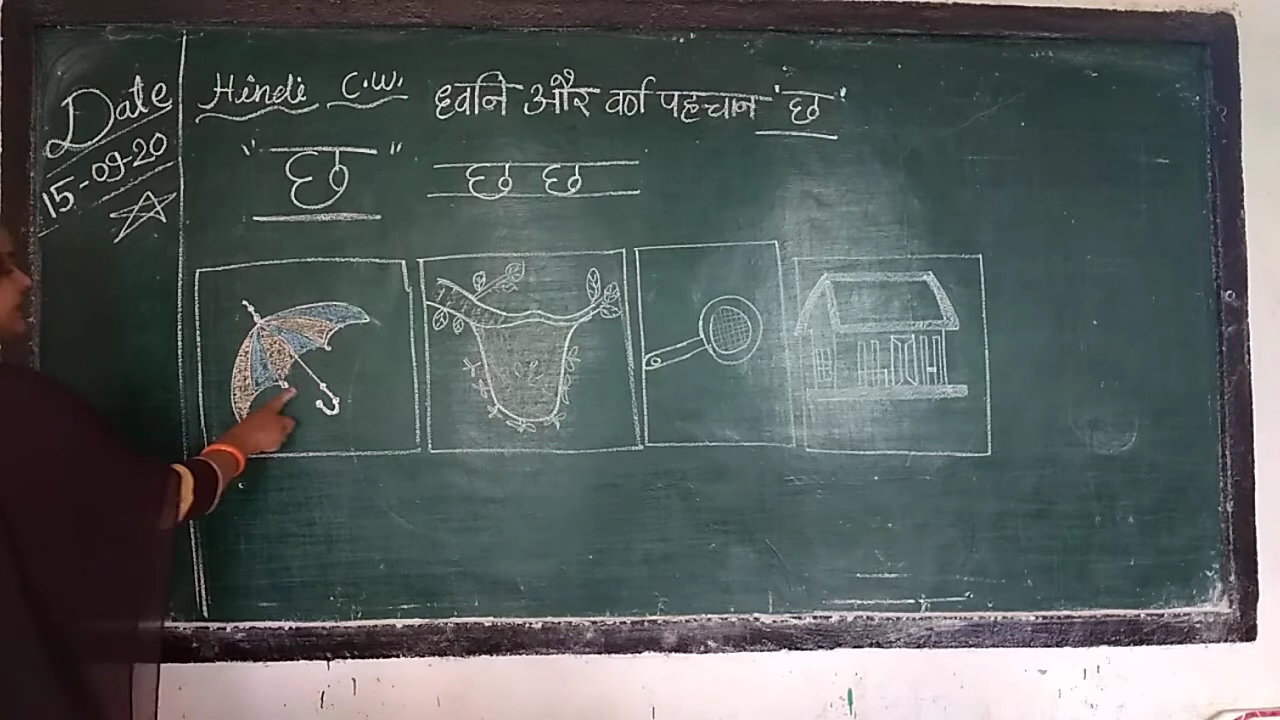 Date
15-09-20
Hindi C.W. ध्वनि और वर्ण पहचान "छ"
"छ" छ छ